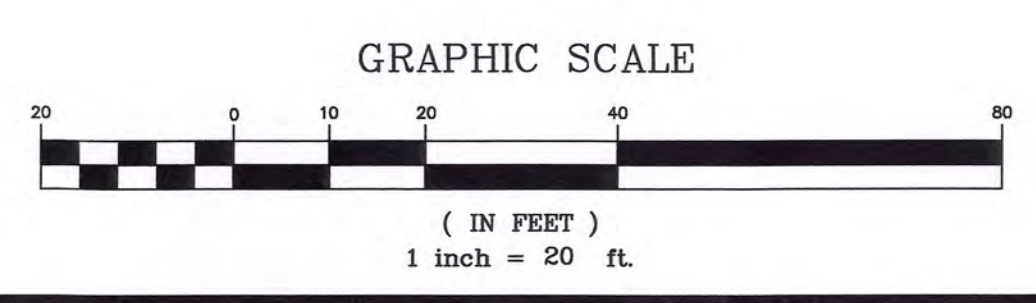 GRAPHIC SCALE
20 0 10 20 40 80
( IN FEET )
1 inch = 20 ft.